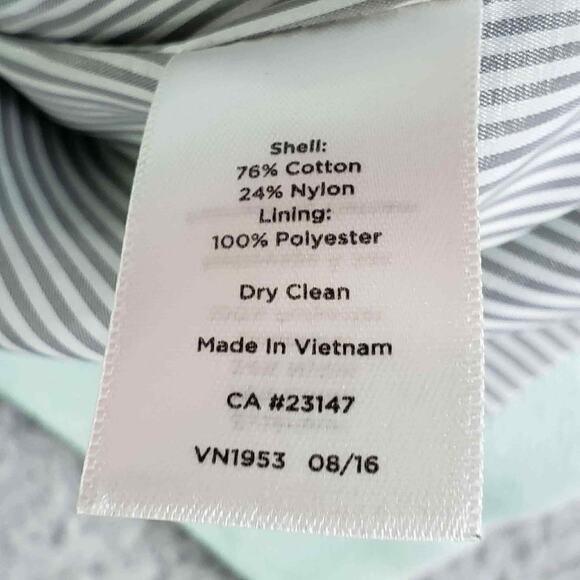 Shell:
76% Cotton
24% Nylon
Lining:
100% Polyester
Dry Clean
Made In Vietnam
CA #23147
VN1953 08/16